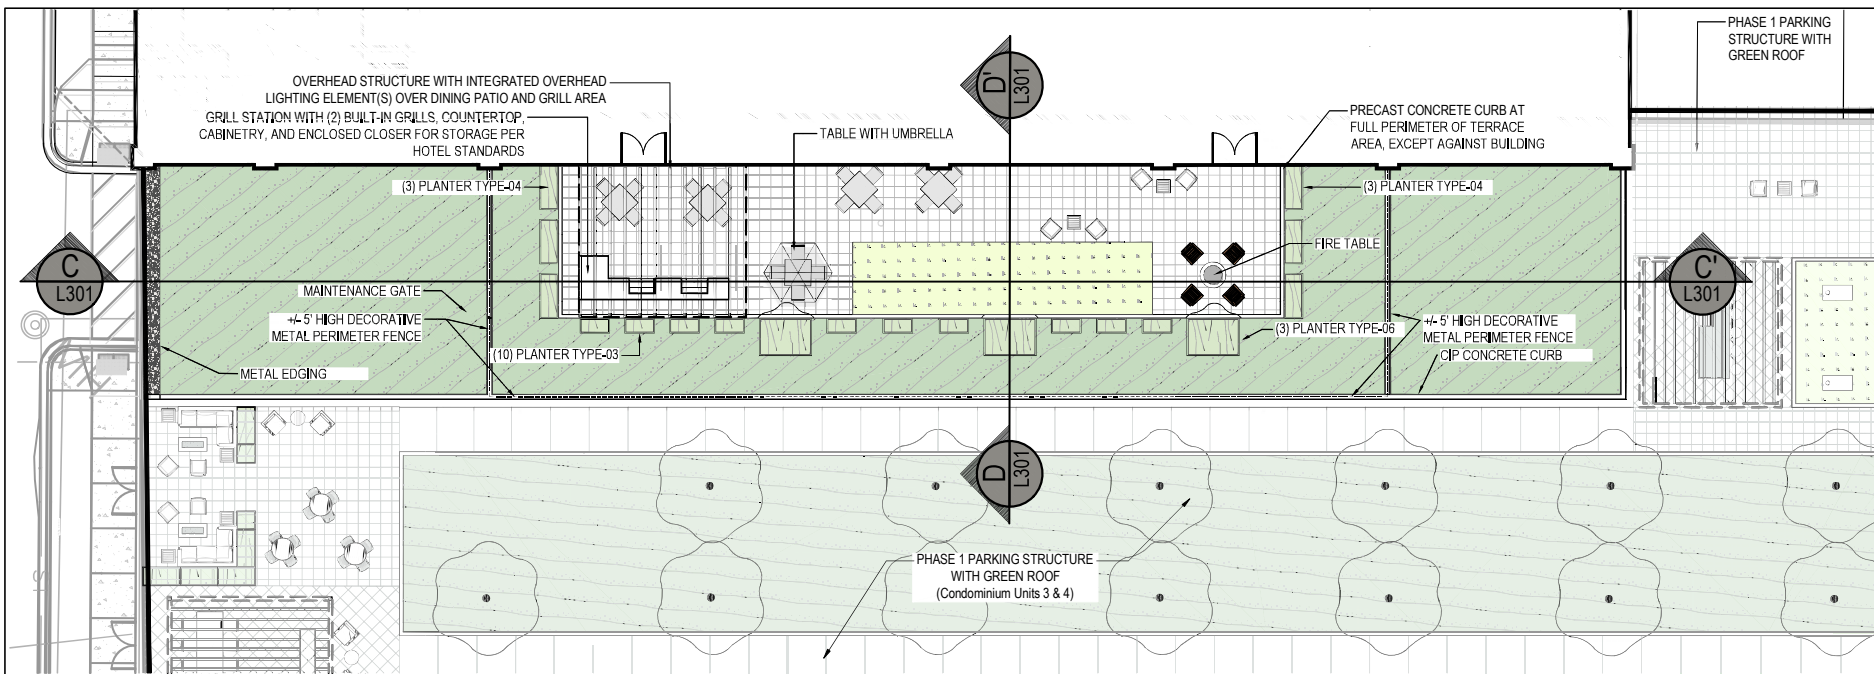 PHASE 1 PARKING
STRUCTURE WITH
GREEN ROOF
OVERHEAD STRUCTURE WITH INTEGRATED OVERHEAD
LIGHTING ELEMENT(S) OVER DINING PATIO AND GRILL AREA
GRILL STATION WITH (2) BUILT-IN GRILLS, COUNTERTOP,
CABINETRY, AND ENCLOSED CLOSER FOR STORAGE PER
HOTEL STANDARDS
D'
L301
TABLE WITH UMBRELLA
PRECAST CONCRETE CURB AT
FULL PERIMETER OF TERRACE
AREA, EXCEPT AGAINST BUILDING
(3) PLANTER TYPE-04
(3) PLANTER TYPE-04
FIRE TABLE
C
L301
C'
L301
MAINTENANCE GATE
+/- 5' HIGH DECORATIVE
METAL PERIMETER FENCE
(10) PLANTER TYPE-03
(3) PLANTER TYPE-06
+/- 5' HIGH DECORATIVE
METAL PERIMETER FENCE
CIP CONCRETE CURB
METAL EDGING
D
L301
PHASE 1 PARKING STRUCTURE
WITH GREEN ROOF
(Condominium Units 3 & 4)